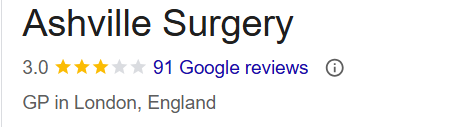 Ashville Surgery
3.0 91 Google reviews
GP in London, England